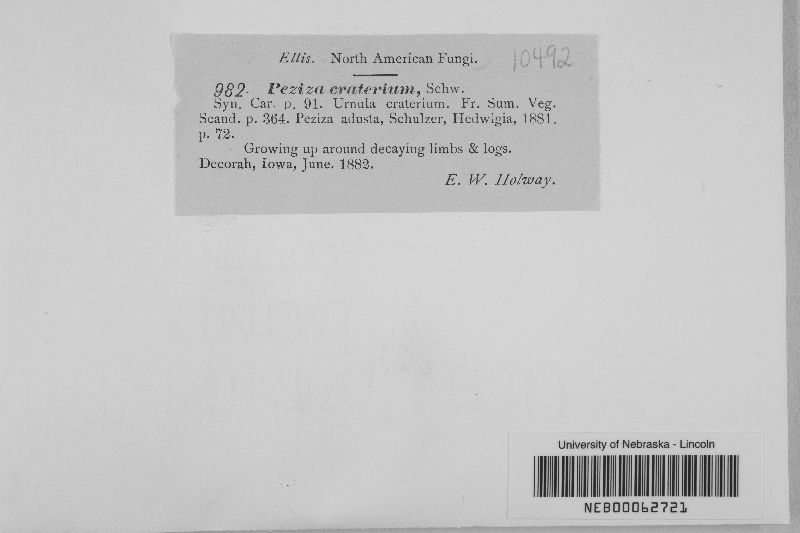 Ellis. North American Fungi. 10492
982. Peziza craterium, Schw.
Syn. Car. p. 91. Urnula craterium. Fr. Sum. Veg.
Scand. p. 364. Peziza adusta, Schulzer, Hedwigia, 1881.
p. 72.
Growing up around decaying limbs & logs.
Decorah, Iowa, June. 1882.
E. W. Holway.
University of Nebraska - Lincoln
NEB00062721